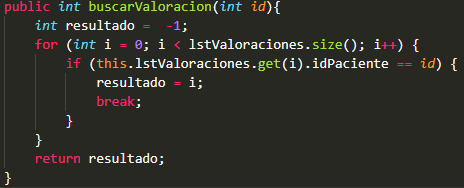 public int buscarValoracion(int id){
    int resultado =  -1;
    for (int i = 0; i < lstValoraciones.size(); i++) {
        if (this.lstValoraciones.get(i).idPaciente == id) {
            resultado = i;
            break;
        }
    }
    return resultado;
}